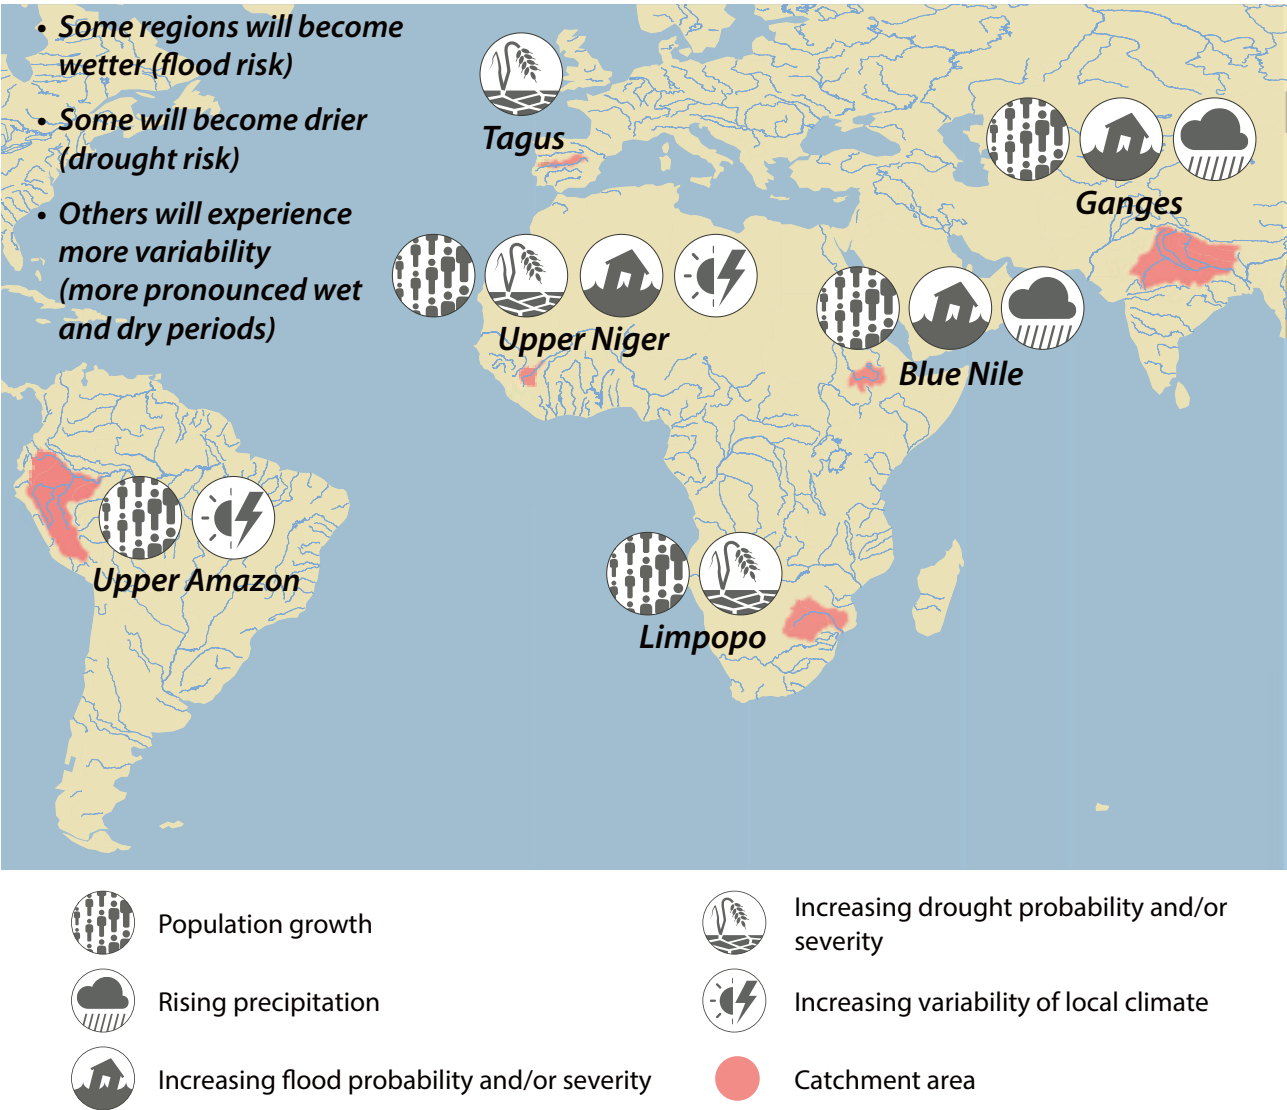 • Some regions will become
wetter (flood risk)
• Some will become drier
(drought risk)
• Others will experience
more variability
(more pronounced wet
and dry periods)
Tagus
Ganges
Upper Niger
Blue Nile
Upper Amazon
Limpopo
Population growth
Rising precipitation
Increasing flood probability and/or severity
Increasing drought probability and/or
severity
Increasing variability of local climate
Catchment area